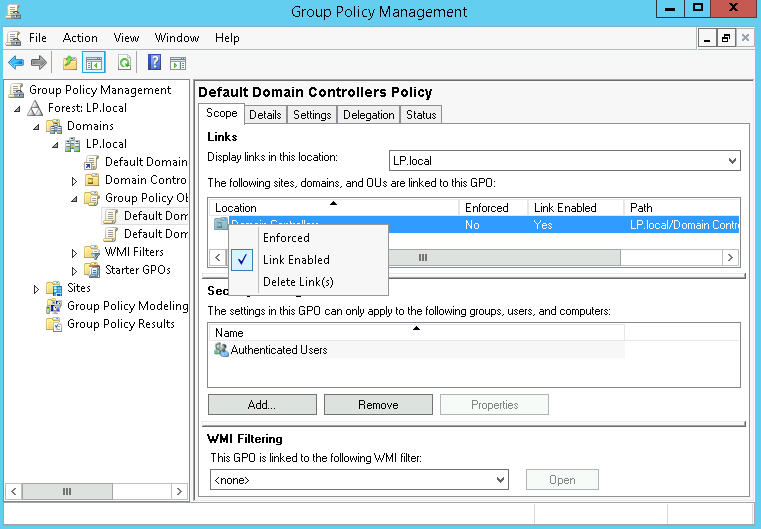 Group Policy Management
File Action View Window Help
Group Policy Management
Forest: LP.local
Domains
LP.local
Default Domain
Domain Contro
Group Policy Ob
Default Dom
Default Dom
WMI Filters
Starter GPOs
Sites
Group Policy Modeling
Group Policy Results
Default Domain Controllers Policy
Scope Details Settings Delegation Status
Links
Display links in this location: LP.local
The following sites, domains, and OUs are linked to this GPO:
Location Enforced Link Enabled Path
No Yes LP.local/Domain Contro
Enforced
Link Enabled
Delete Link(s)
The settings in this GPO can only apply to the following groups, users, and computers:
Name
Authenticated Users
Add... Remove Properties
WMI Filtering
This GPO is linked to the following WMI filter:
<none> Open